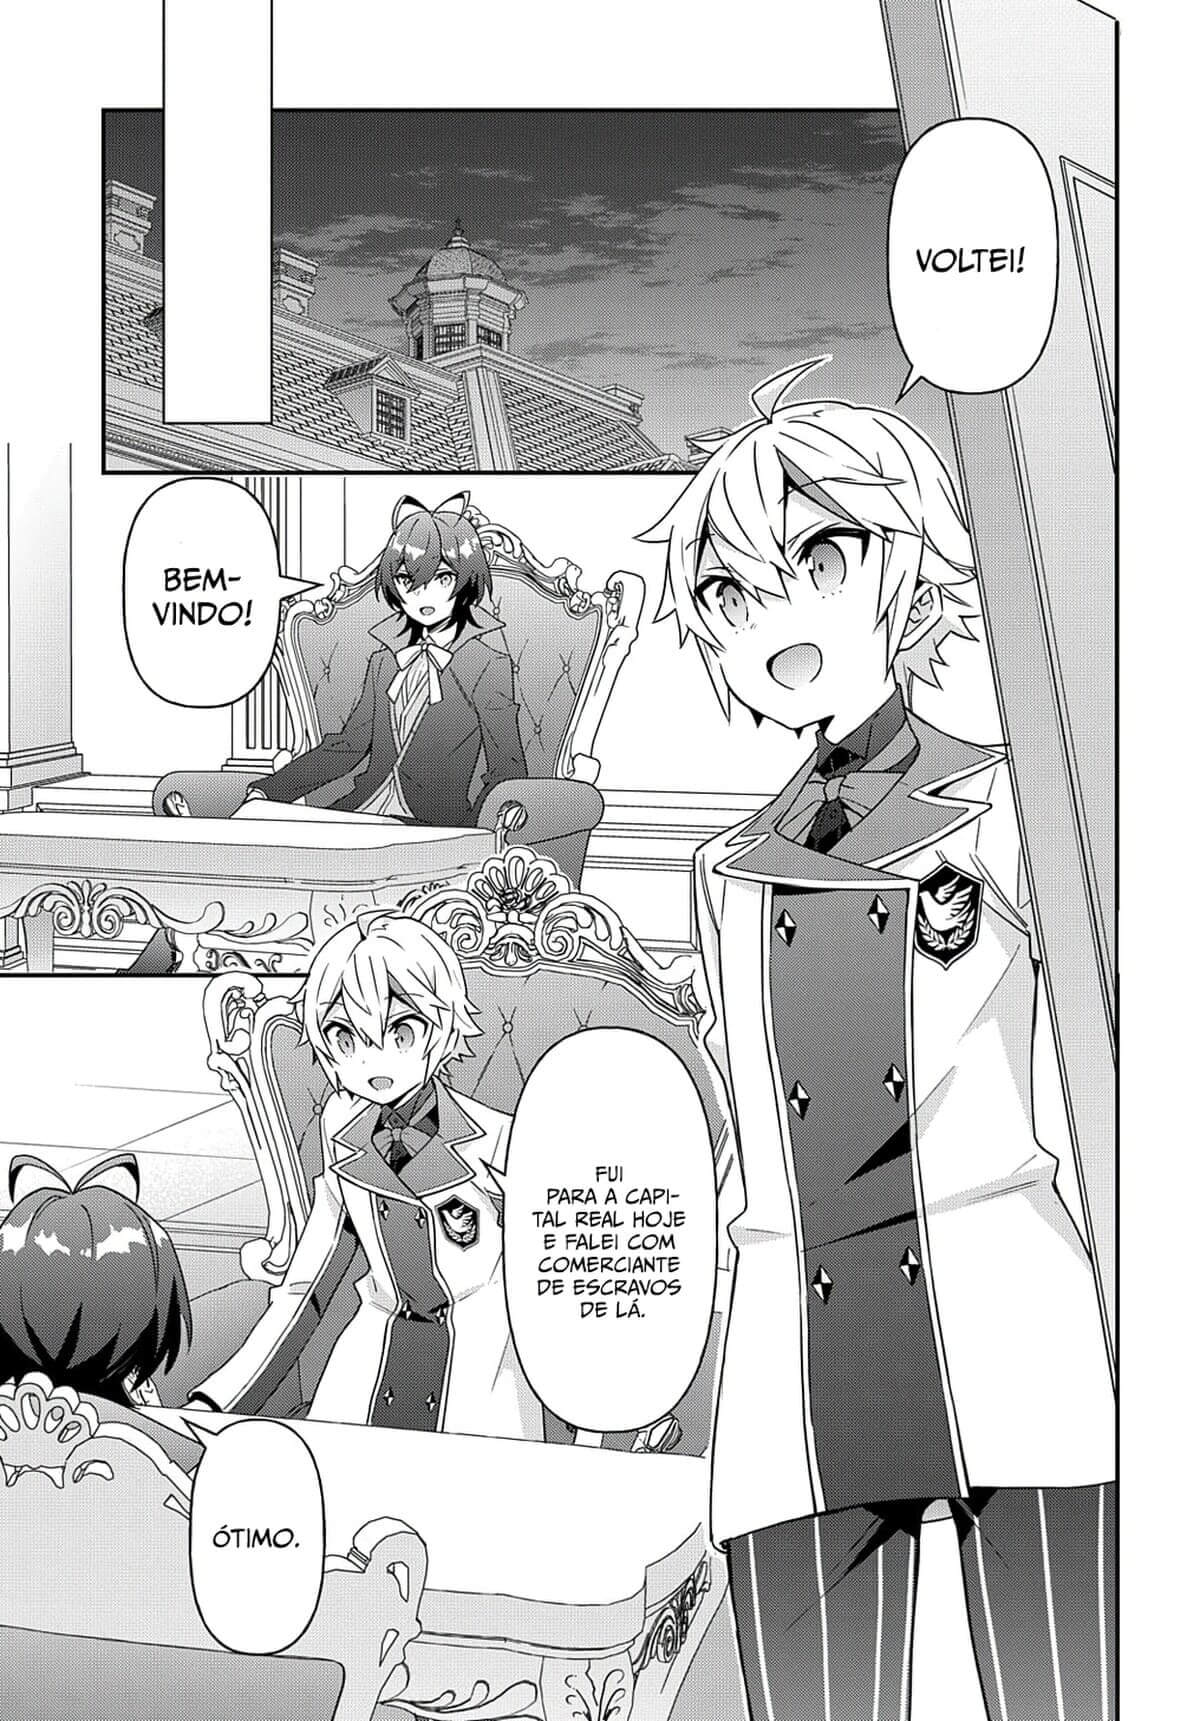 VOLTEI!
BEM-
VINDO!
FUI
PARA A CAPI-
TAL REAL HOJE
E FALEI COM
COMERCIANTE
DE ESCRAVOS
DE LÁ.
ÓTIMO.